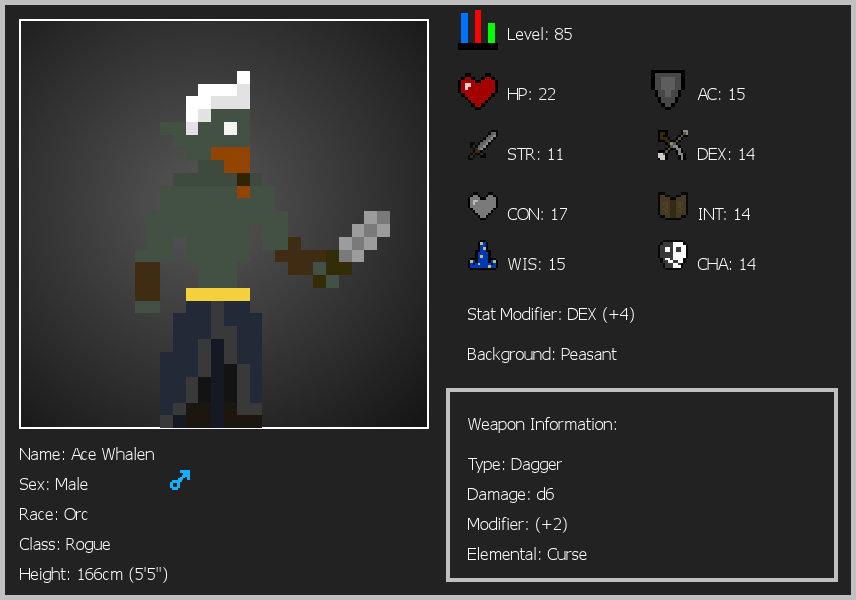 Level: 85
HP: 22
AC: 15
STR: 11
DEX: 14
CON: 17
INT: 14
WIS: 15
CHA: 14
Stat Modifier: DEX (+4)
Background: Peasant
Weapon Information:
Type: Dagger
Damage: d6
Modifier: (+2)
Elemental: Curse
Name: Ace Whalen
Sex: Male
Race: Orc
Class: Rogue
Height: 166cm (5'5")